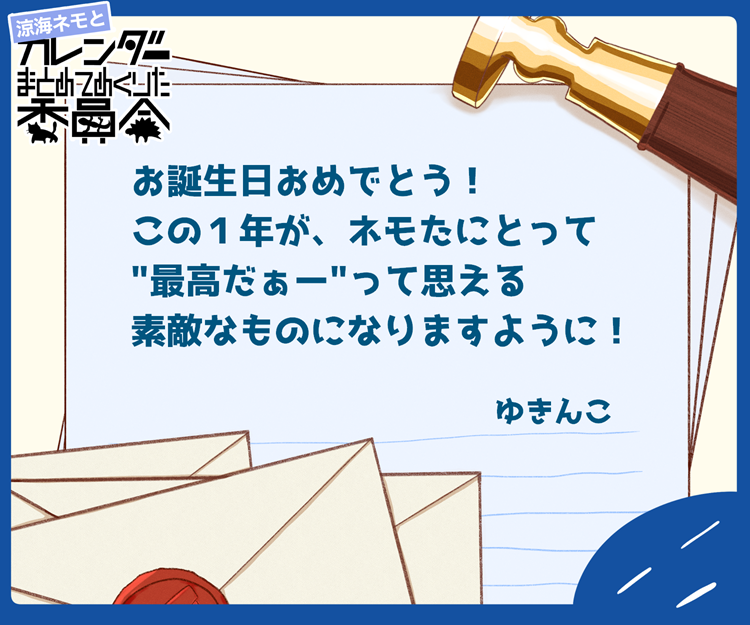 涼海ネモと
カレンダー
まとめてめくりた
委員会
お誕生日おめでとう！
この１年が、ネモたにとって
"最高だぁー"って思える
素敵なものになりますように！
ゆきんこ